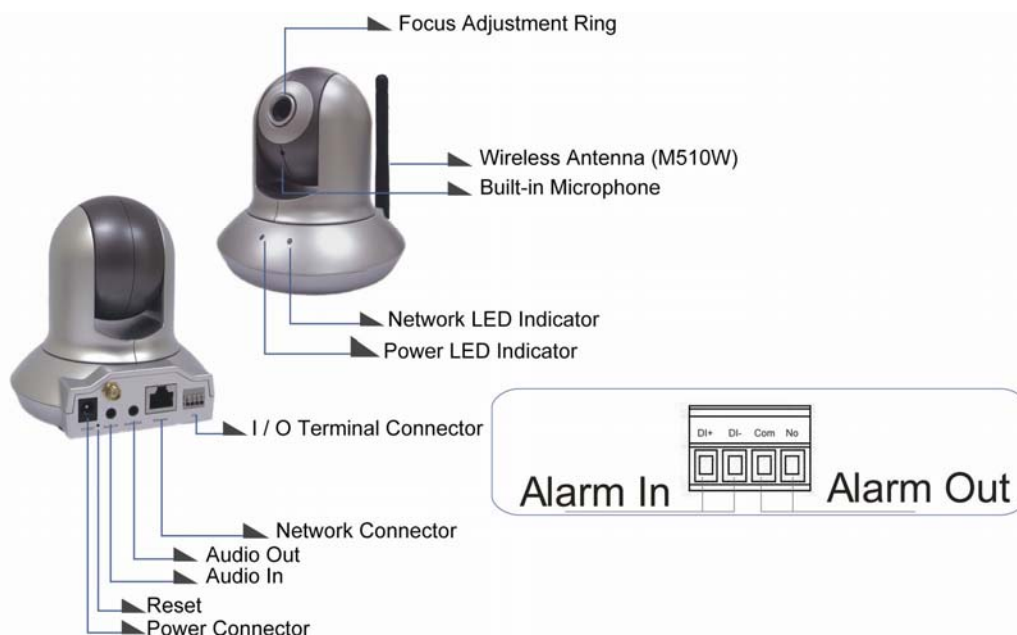 Focus Adjustment Ring
Wireless Antenna (M510W)
Built-in Microphone
Network LED Indicator
Power LED Indicator
I / O Terminal Connector
DI+ DI- Com No
Alarm In
Alarm Out
Network Connector
Audio Out
Audio In
Reset
Power Connector